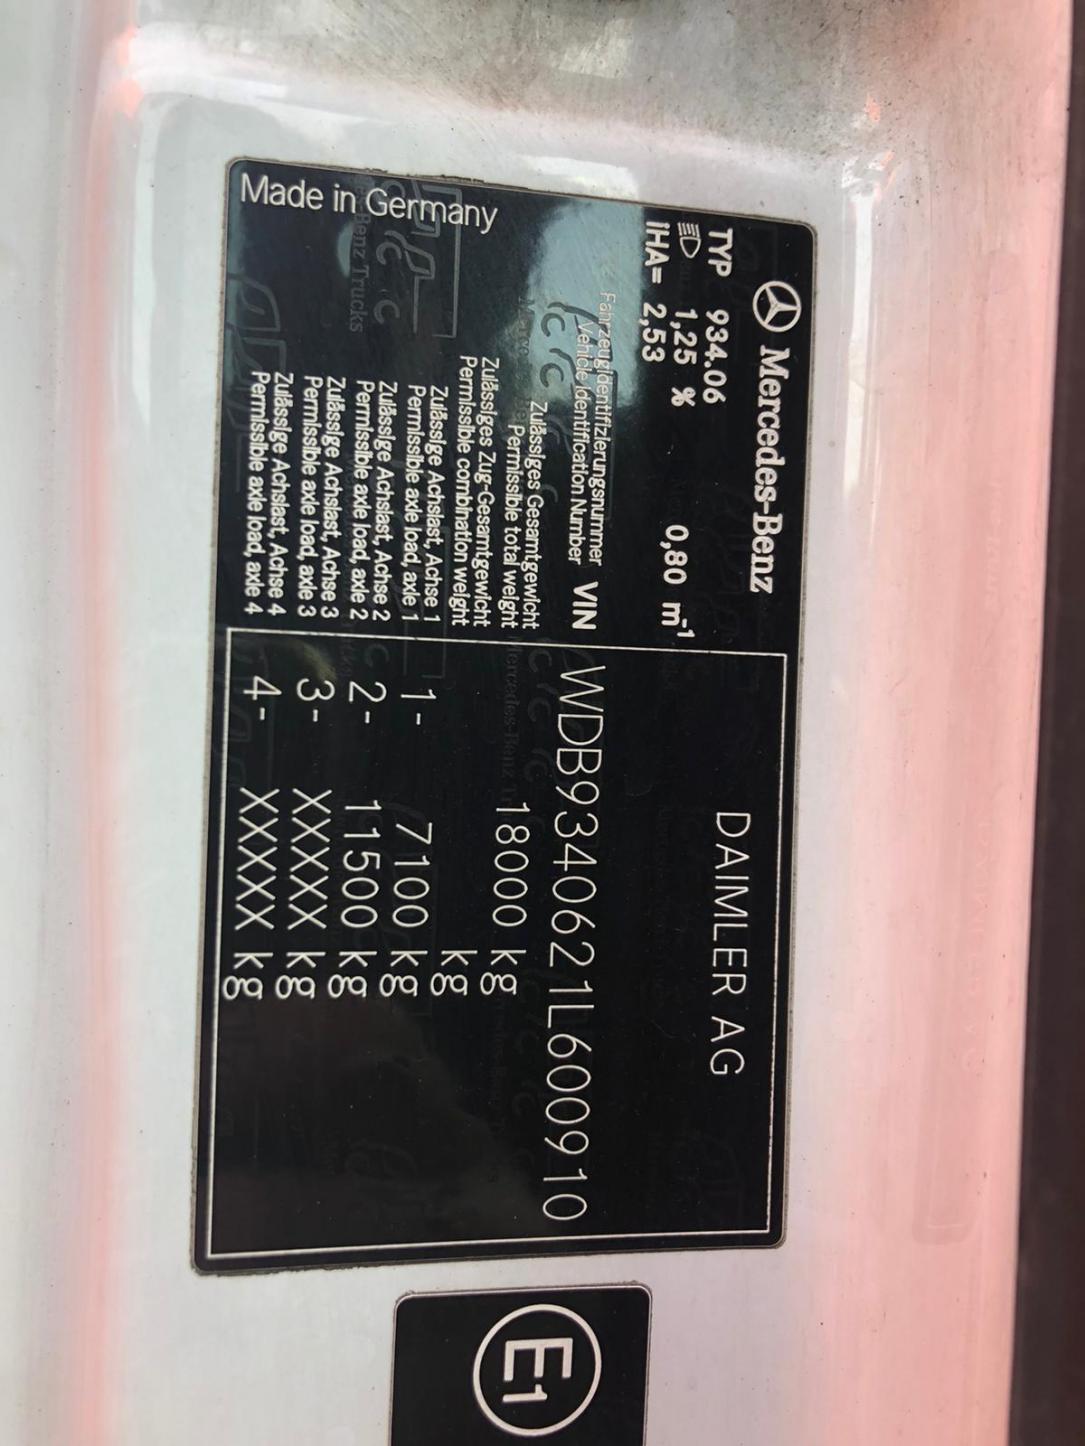 Mercedes-Benz
TYP 934.06
1,25 % 0,80 m⁻¹
iHA= 2,53
DAIMLER AG
Fahrzeugidentifizierungsnummer
Vehicle Identification Number VIN WDB9340621L600910
Zulässiges Gesamtgewicht
Permissible total weight 18000 kg
Zulässiges Zug-Gesamtgewicht
Permissible combination weight kg
Zulässige Achslast, Achse 1
Permissible axle load, axle 1 1- 7100 kg
Zulässige Achslast, Achse 2
Permissible axle load, axle 2 2- 11500 kg
Zulässige Achslast, Achse 3
Permissible axle load, axle 3 3- XXXXX kg
Zulässige Achslast, Achse 4
Permissible axle load, axle 4 4- XXXXX kg
Made in Germany
E1